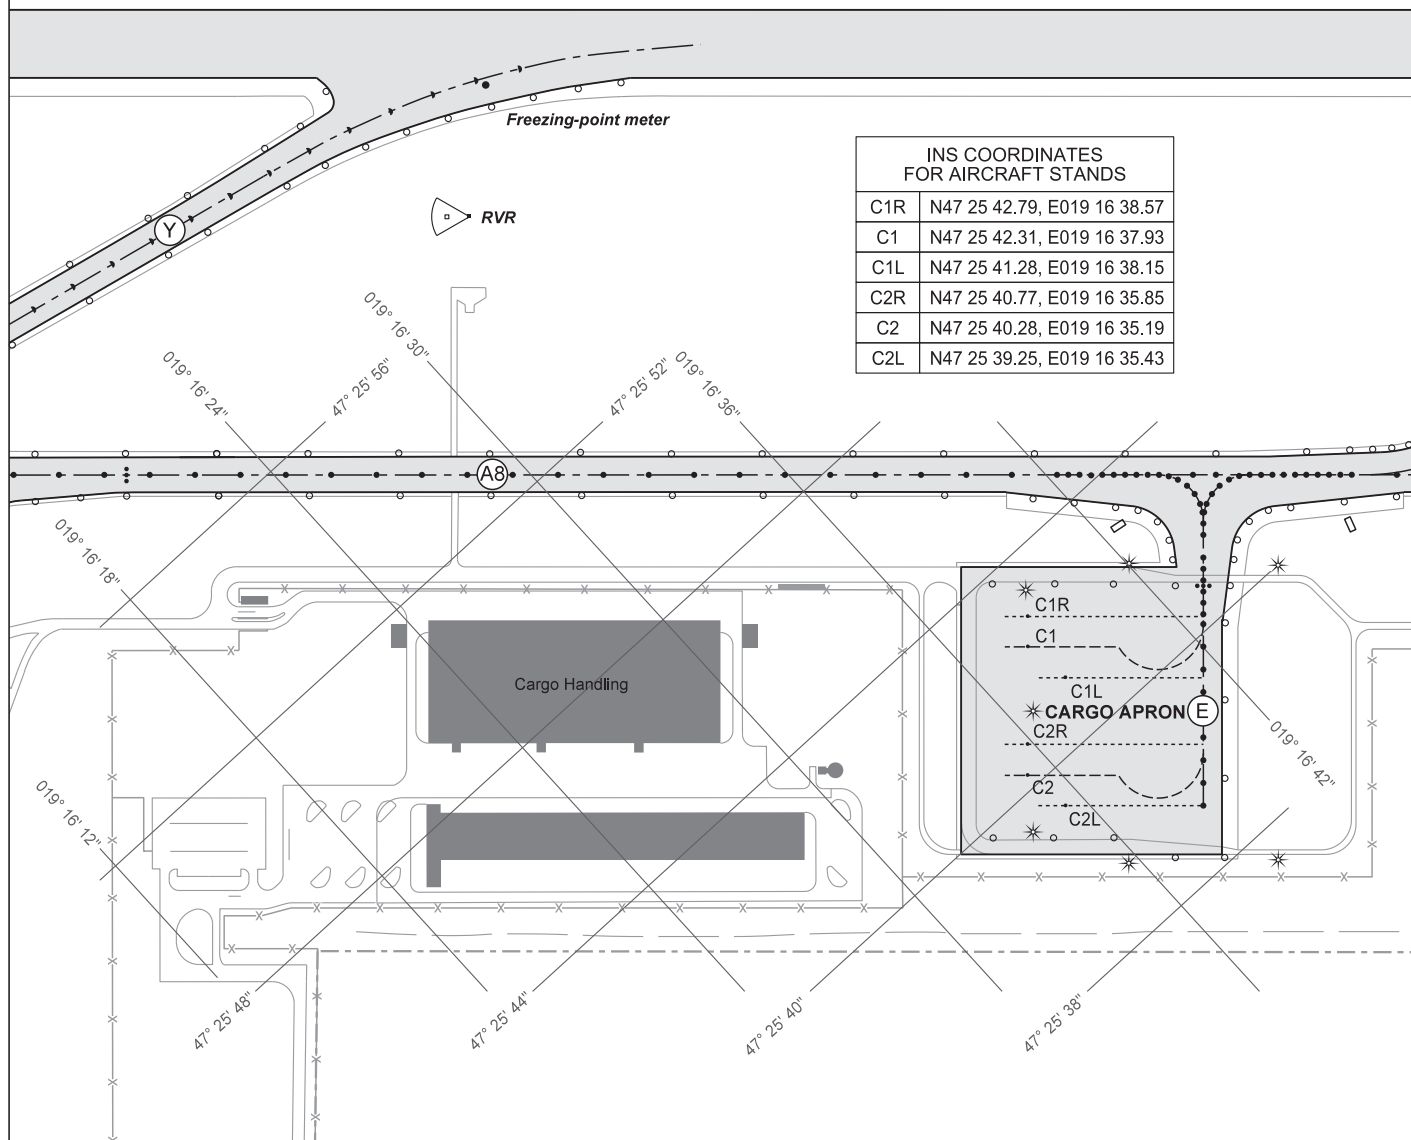 Freezing-point meter
INS COORDINATES
FOR AIRCRAFT STANDS
C1R N47 25 42.79, E019 16 38.57
C1 N47 25 42.31, E019 16 37.93
C1L N47 25 41.28, E019 16 38.15
C2R N47 25 40.77, E019 16 35.85
C2 N47 25 40.28, E019 16 35.19
C2L N47 25 39.25, E019 16 35.43
Y
RVR
019° 16' 30"
019° 16' 24"
47° 25' 56"
47° 25' 52"
019° 16' 36"
A8
019° 16' 18"
C1R
C1
Cargo Handling
C1L
CARGO APRON
E
C2R
019° 16' 42"
C2
C2L
019° 16' 12"
47° 25' 48"
47° 25' 44"
47° 25' 40"
47° 25' 38"